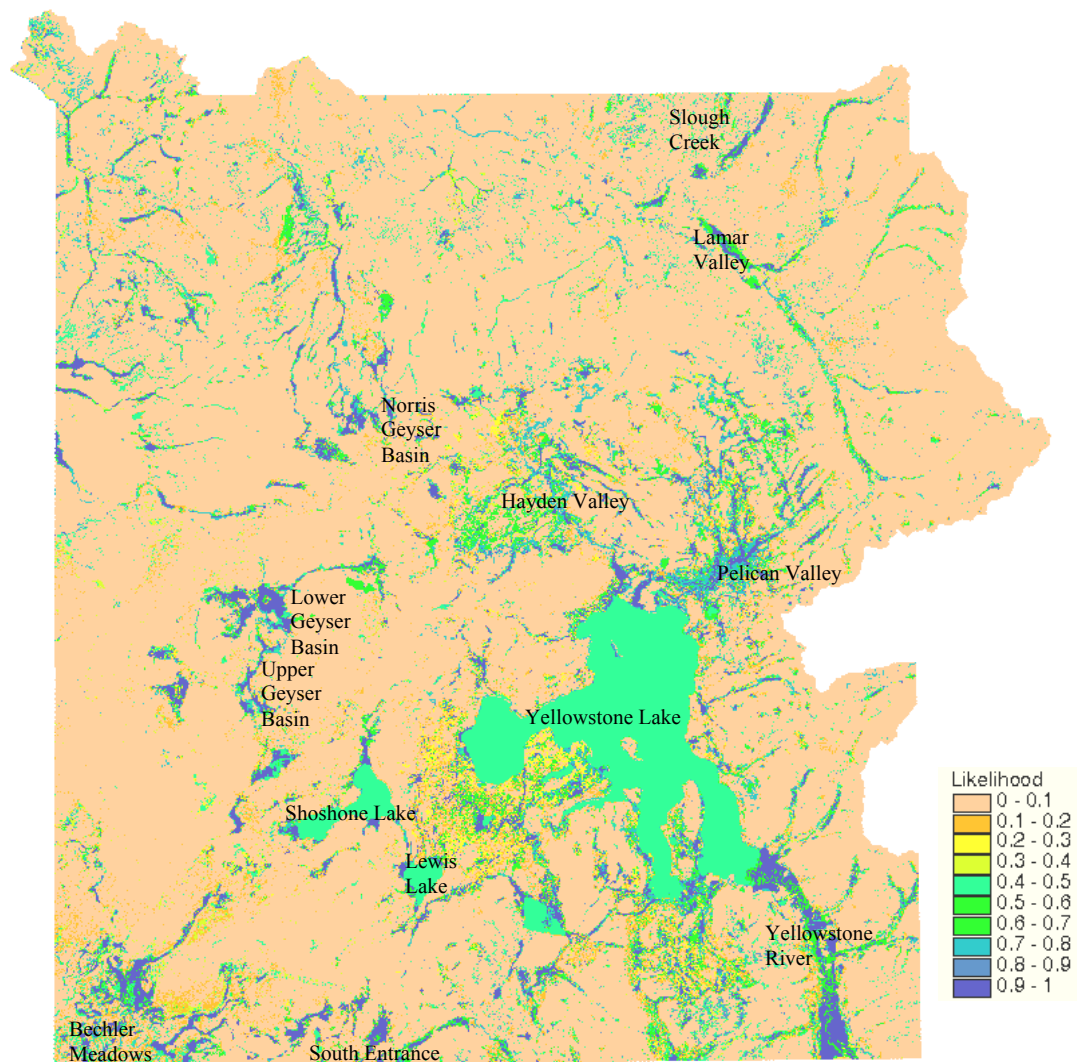 Slough
Creek
Lamar
Valley
Norris
Geyser
Basin
Hayden Valley
Pelican Valley
Lower
Geyser
Basin
Upper
Geyser
Basin
Yellowstone Lake
Shoshone Lake
Lewis
Lake
Yellowstone
River
Bechler
Meadows
South Entrance
Likelihood
0 - 0.1
0.1 - 0.2
0.2 - 0.3
0.3 - 0.4
0.4 - 0.5
0.5 - 0.6
0.6 - 0.7
0.7 - 0.8
0.8 - 0.9
0.9 - 1